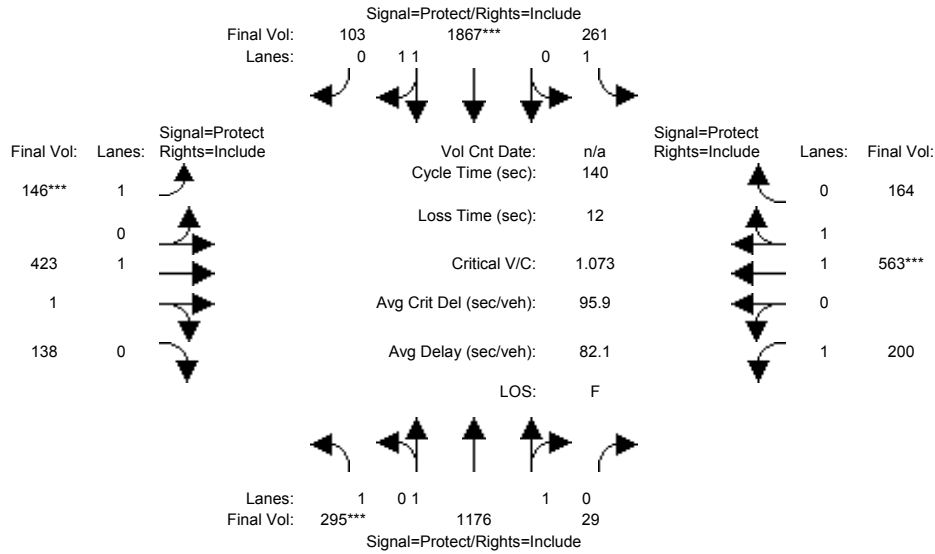 Signal=Protect/Rights=Include
Final Vol: 103 1867*** 261
Lanes: 0 1 1 0 1
Signal=Protect Signal=Protect
Final Vol: Lanes: Rights=Include Vol Cnt Date: n/a Rights=Include Lanes: Final Vol:
Cycle Time (sec): 140
146*** 1 0 164
Loss Time (sec): 12
0 1
423 1 Critical V/C: 1.073 1 563***
1 Avg Crit Del (sec/veh): 95.9 0
138 0 Avg Delay (sec/veh): 82.1 1 200
LOS: F
Lanes: 1 0 1 1 0
Final Vol: 295*** 1176 29
Signal=Protect/Rights=Include